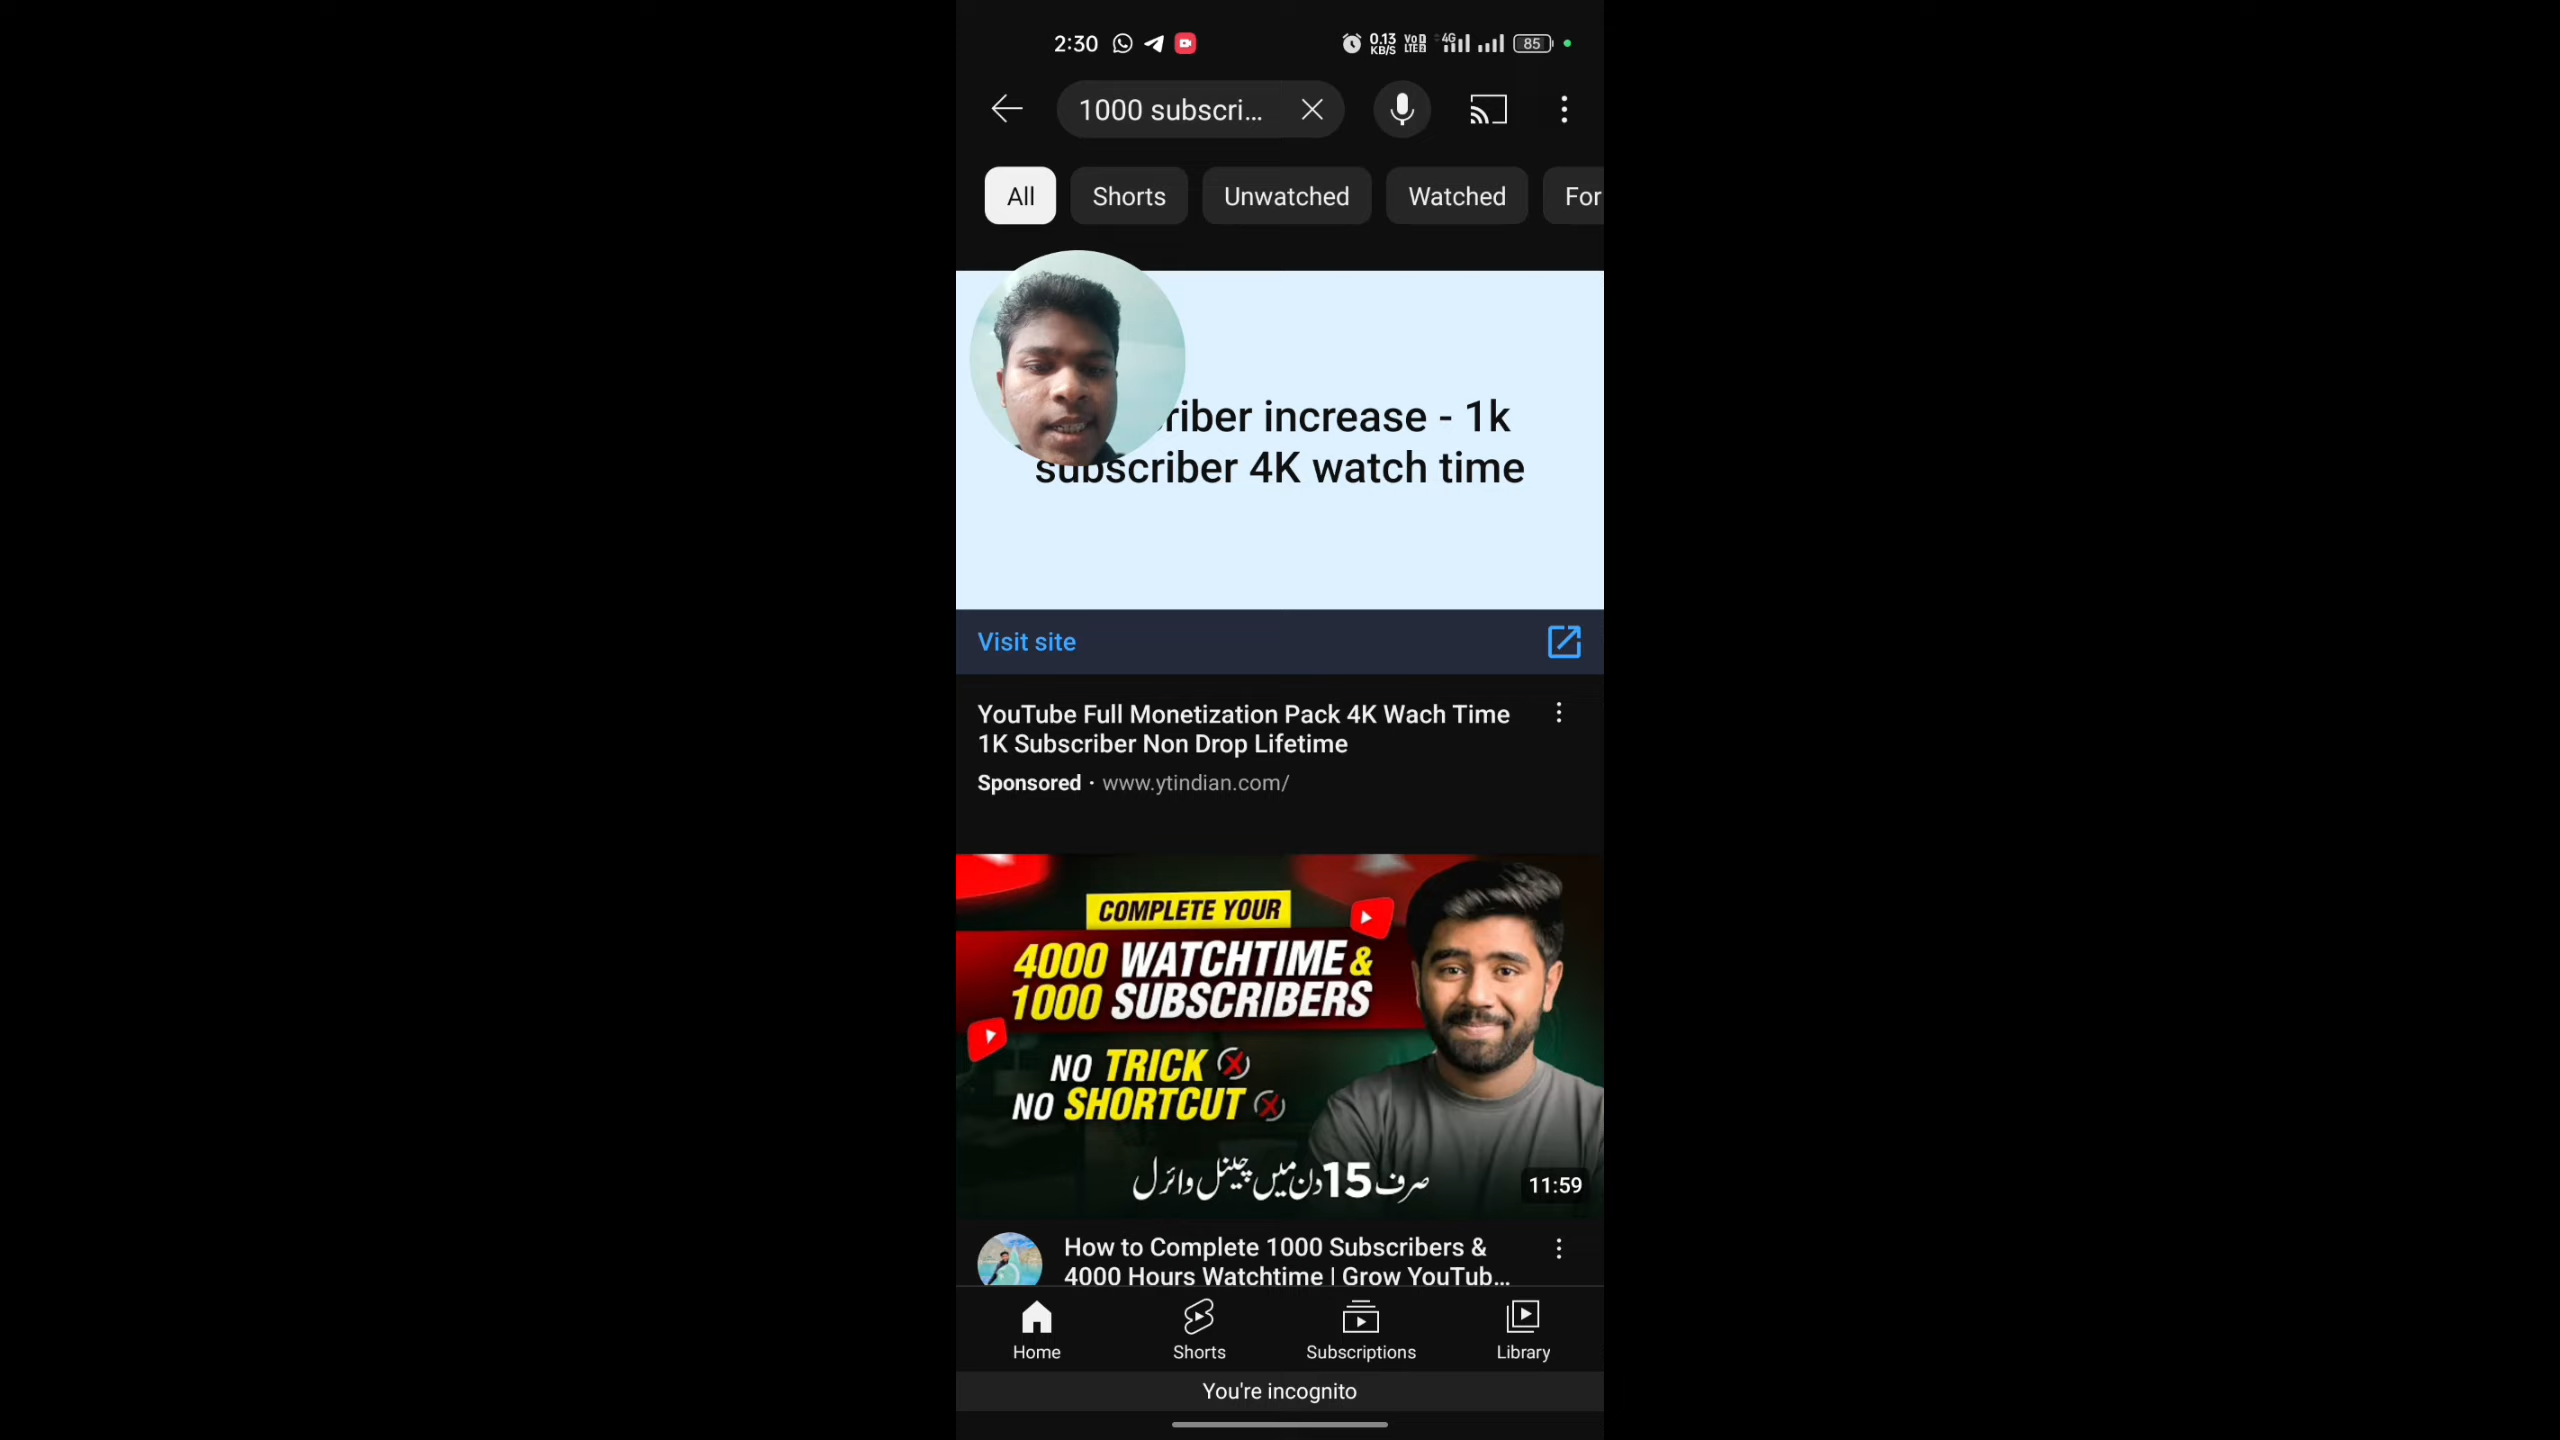 2:30
0.13 KB/S
Vo LTE
4G
85
1000 subscri...
All
Shorts
Unwatched
Watched
For
increase - 1k
subscriber 4K watch time
Visit site
YouTube Full Monetization Pack 4K Wach Time
1K Subscriber Non Drop Lifetime
Sponsored · www.ytindian.com/
COMPLETE YOUR
4000 WATCHTIME &
1000 SUBSCRIBERS
NO TRICK
NO SHORTCUT
صرف 15 دن میں چینل وائرل
11:59
How to Complete 1000 Subscribers &
4000 Hours Watchtime | Grow YouTub...
Home
Shorts
Subscriptions
Library
You're incognito